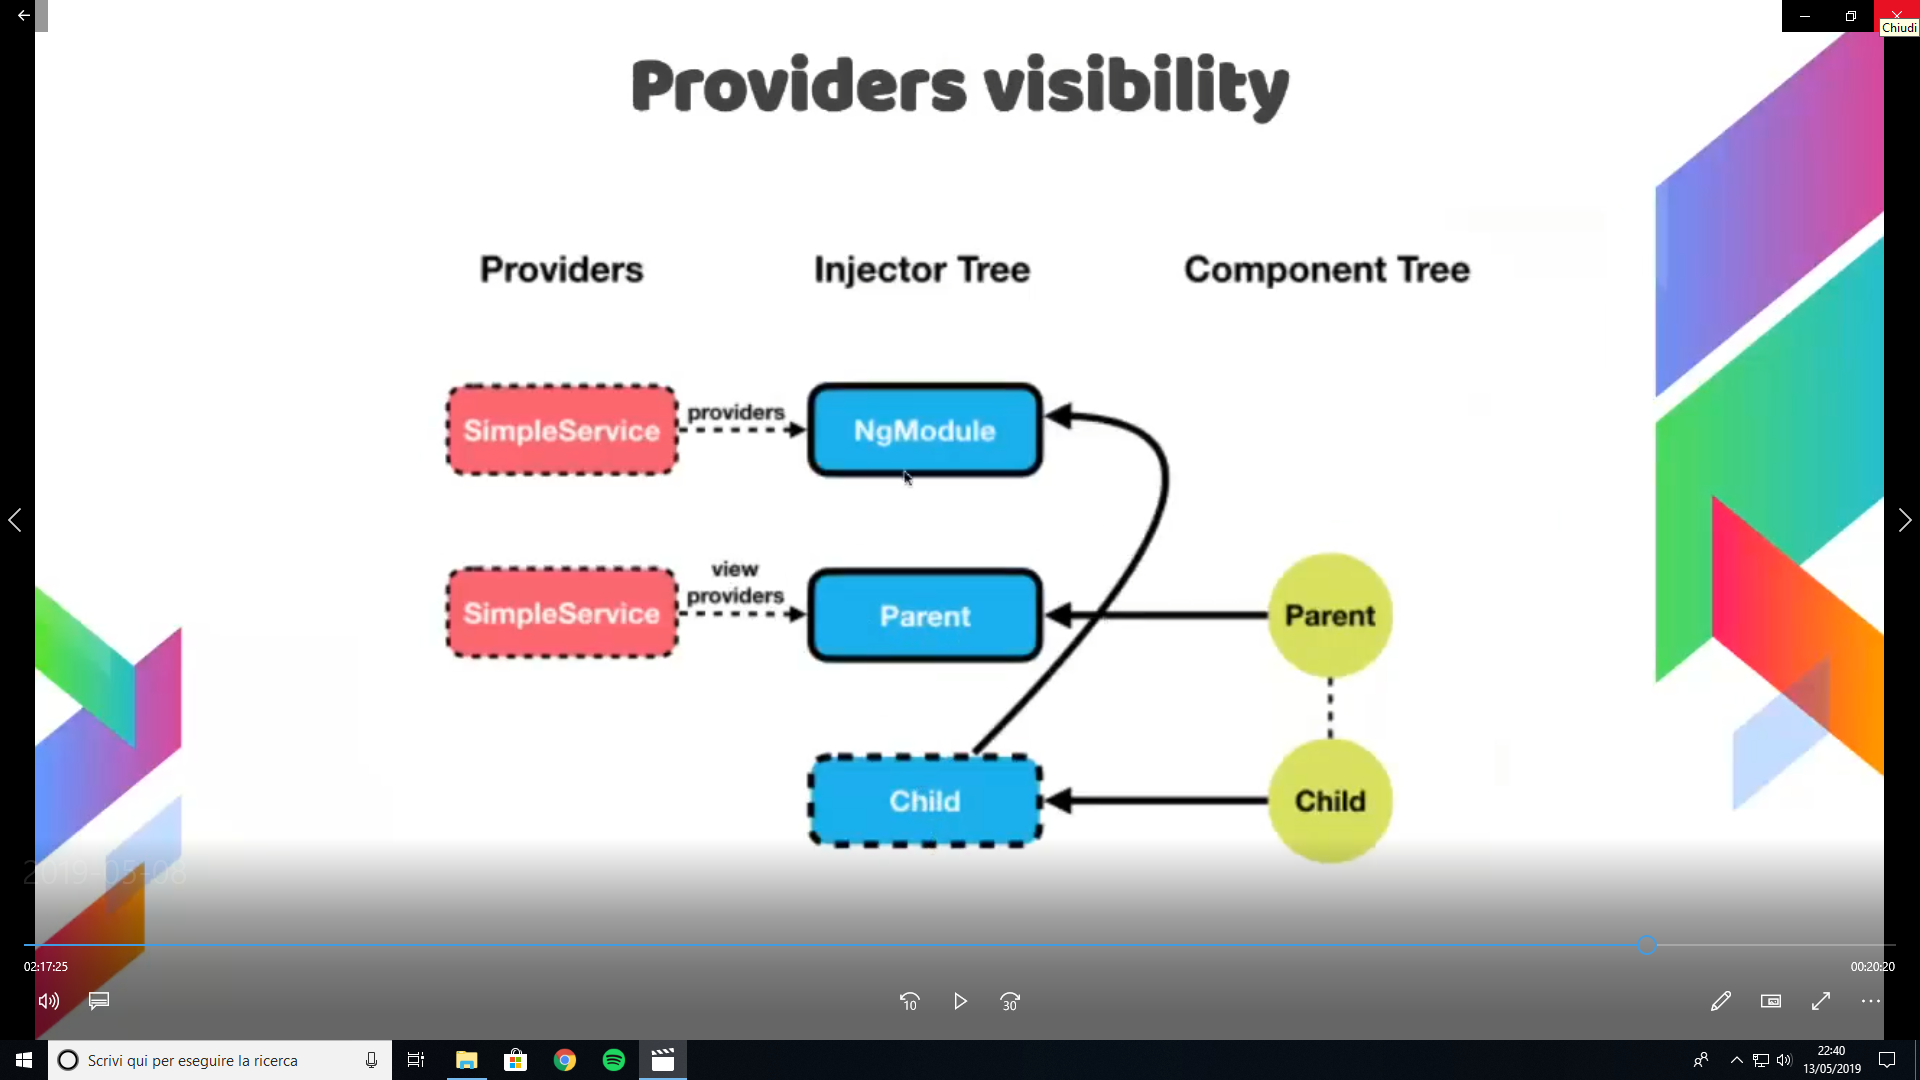 Chiudi
Providers visibility
Providers
Injector Tree
Component Tree
SimpleService
providers
NgModule
SimpleService
view
providers
Parent
Parent
Child
Child
2019-05-08
02:17:25
00:20:20
10
30
Scrivi qui per eseguire la ricerca
22:40
13/05/2019